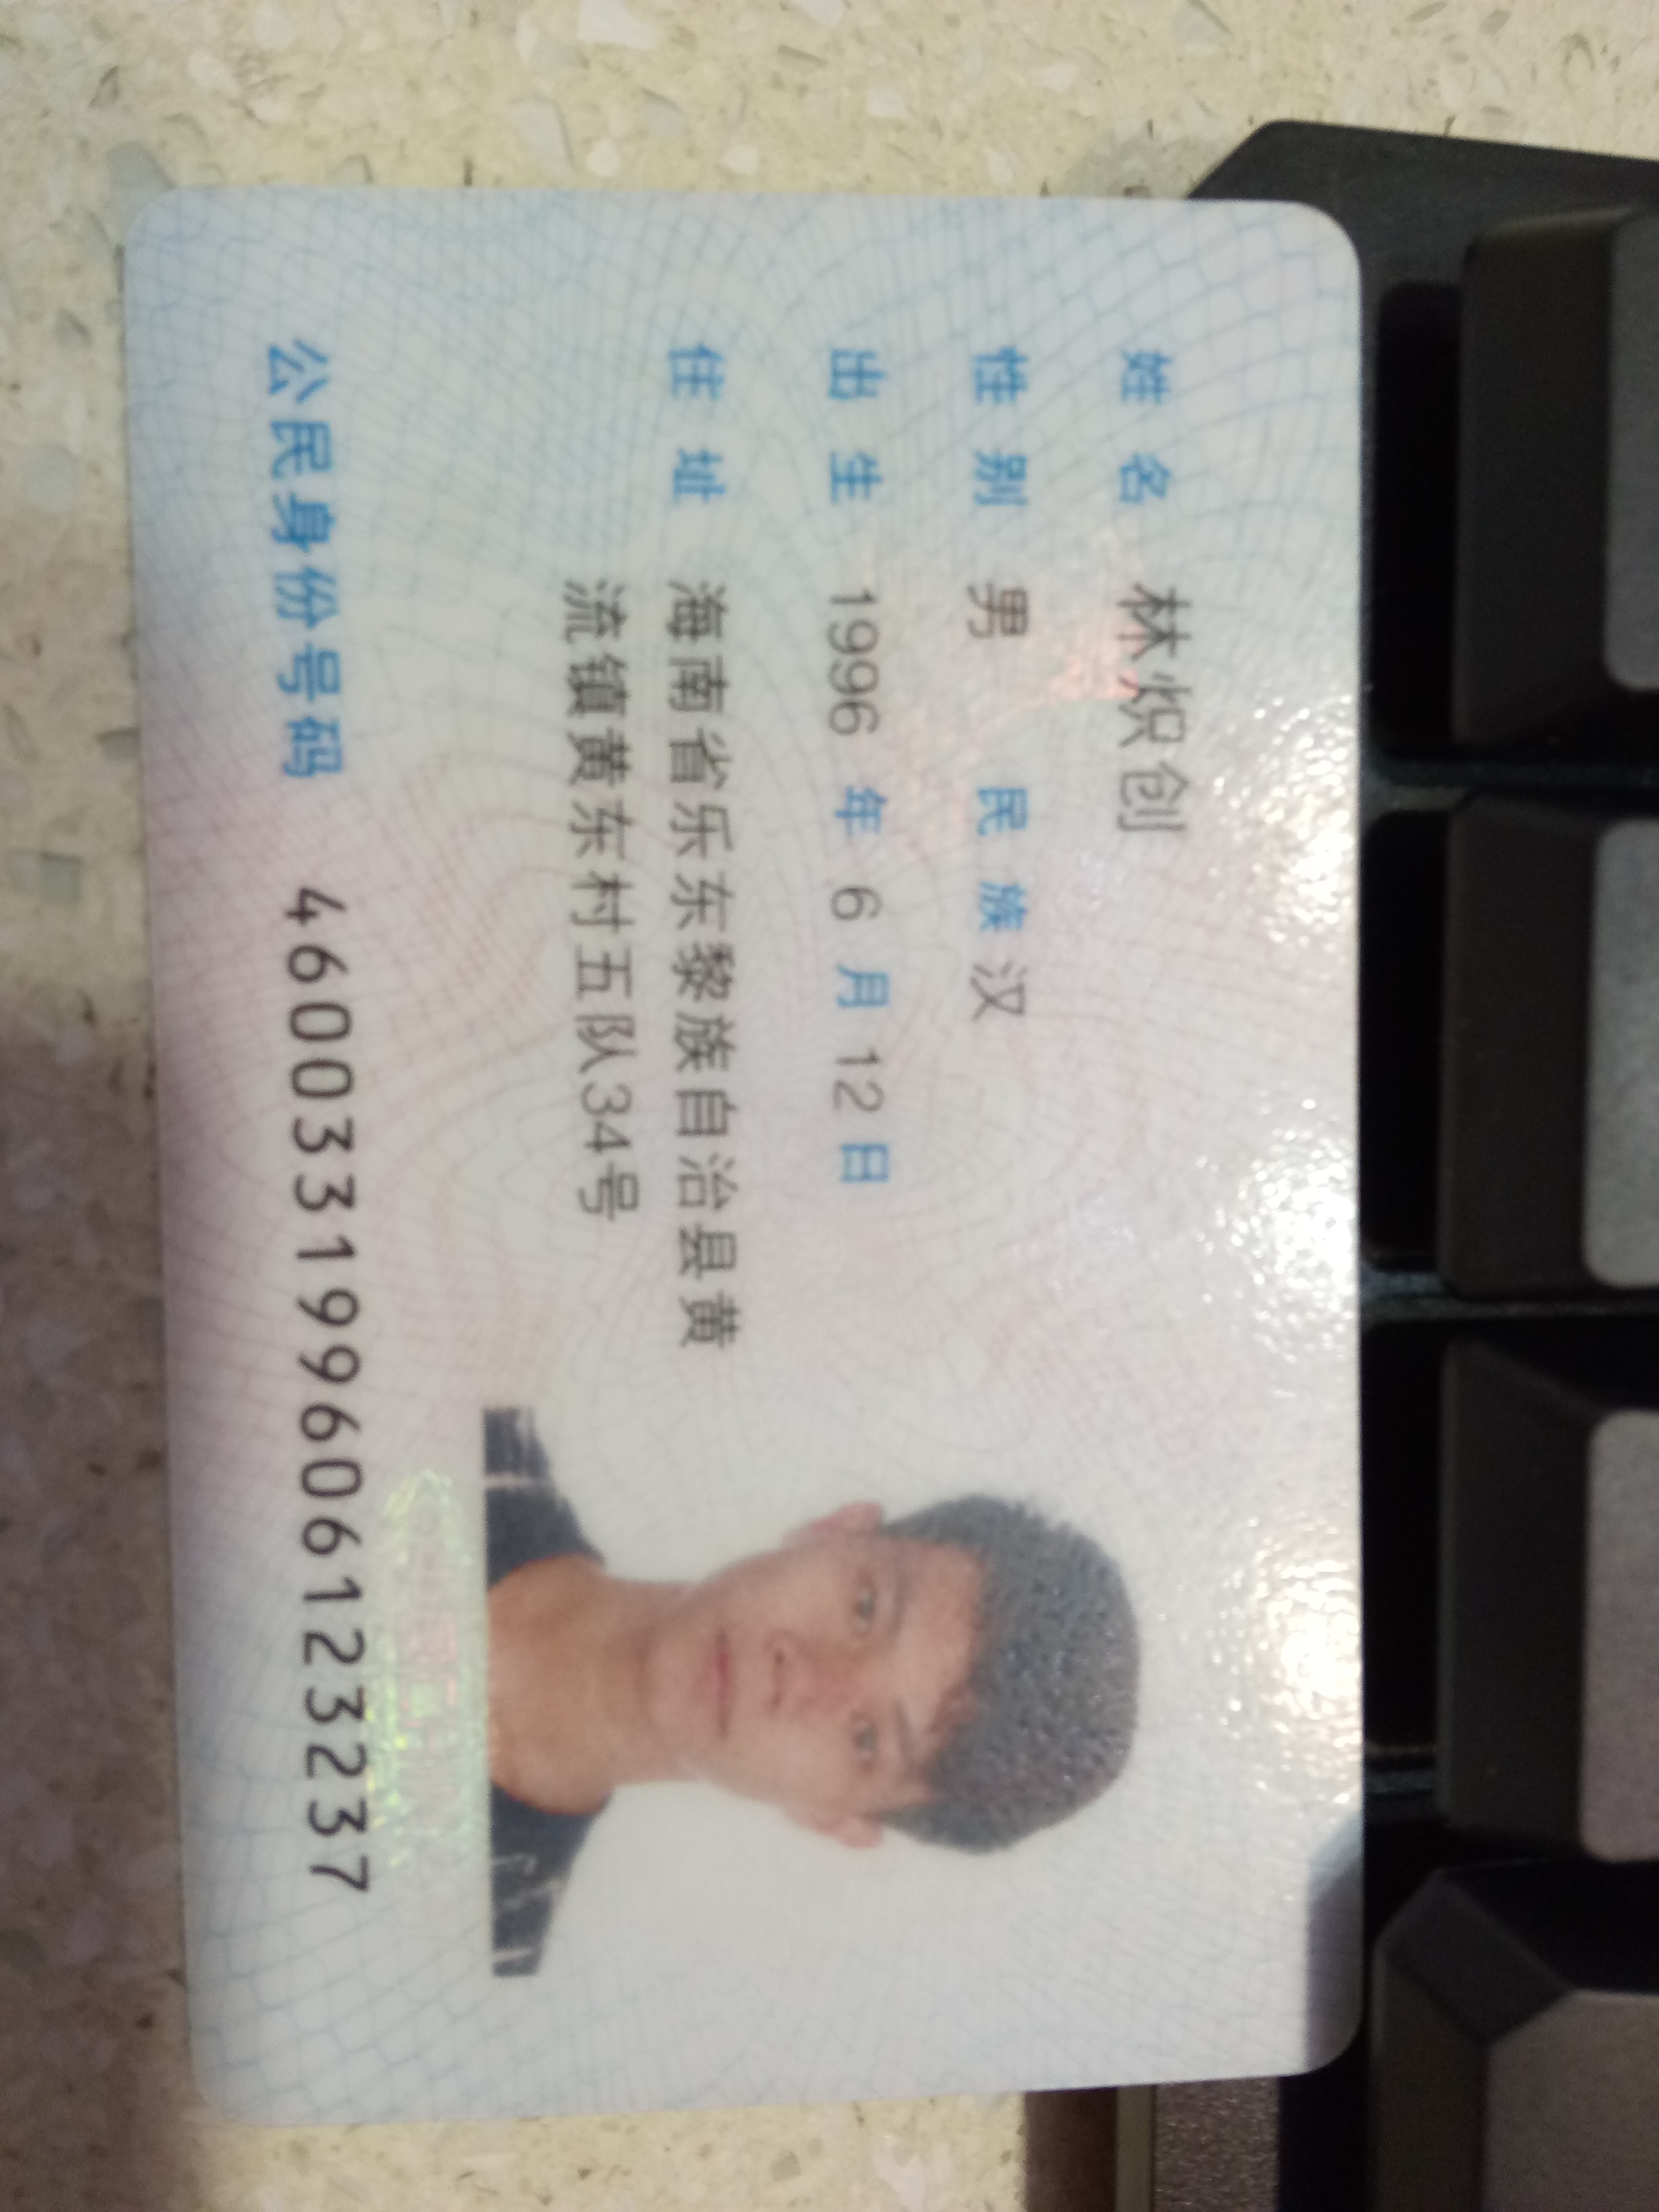 姓名 林炽创
性别 男 民族 汉
出生 1996 年 6 月 12 日
住址 海南省乐东黎族自治县黄
流镇黄东村五队34号
公民身份号码 460033199606123237